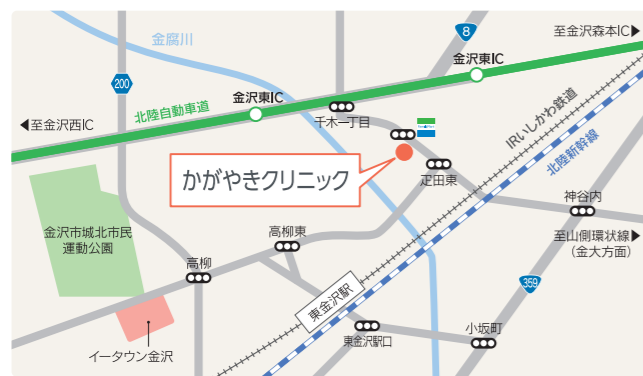 金腐川
8
至金沢森本IC▶
金沢東IC
200
金沢東IC
北陸自動車道
◀至金沢西IC
千木一丁目
IRいしかわ鉄道
北陸新幹線
かがやきクリニック
疋田東
神谷内
金沢市城北市民
運動公園
高柳東
至山側環状線▶
(金大方面)
高柳
359
東金沢駅
イータウン金沢
東金沢駅口
小坂町